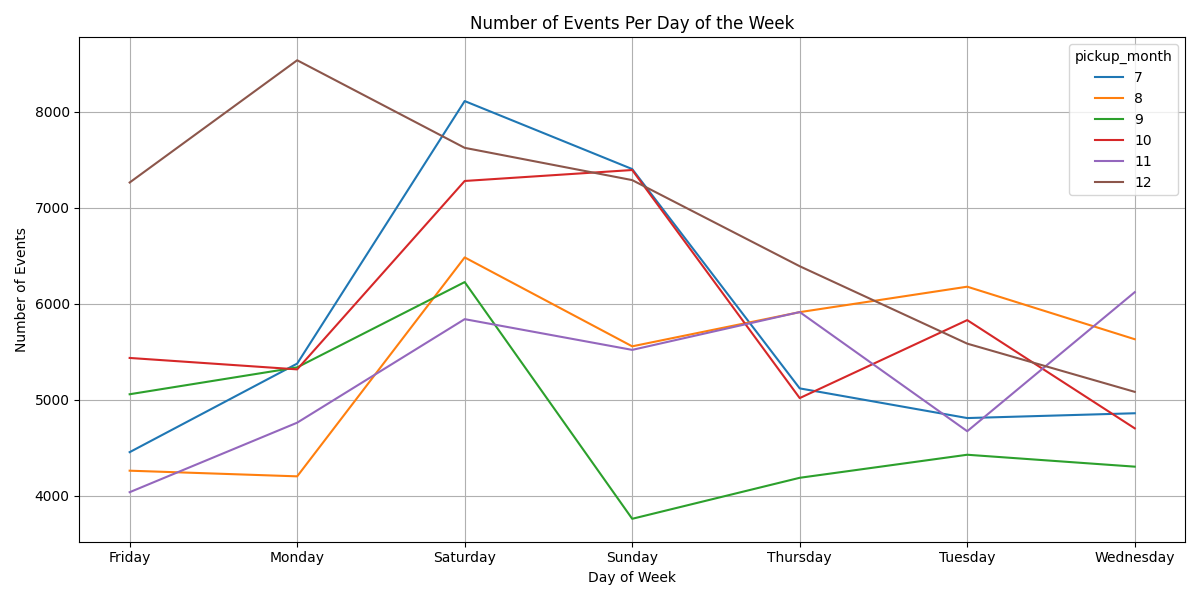 Number of Events Per Day of the Week
pickup_month
7
8
9
10
11
12
Number of Events
8000
7000
6000
5000
4000
Friday Monday Saturday Sunday Thursday Tuesday Wednesday
Day of Week